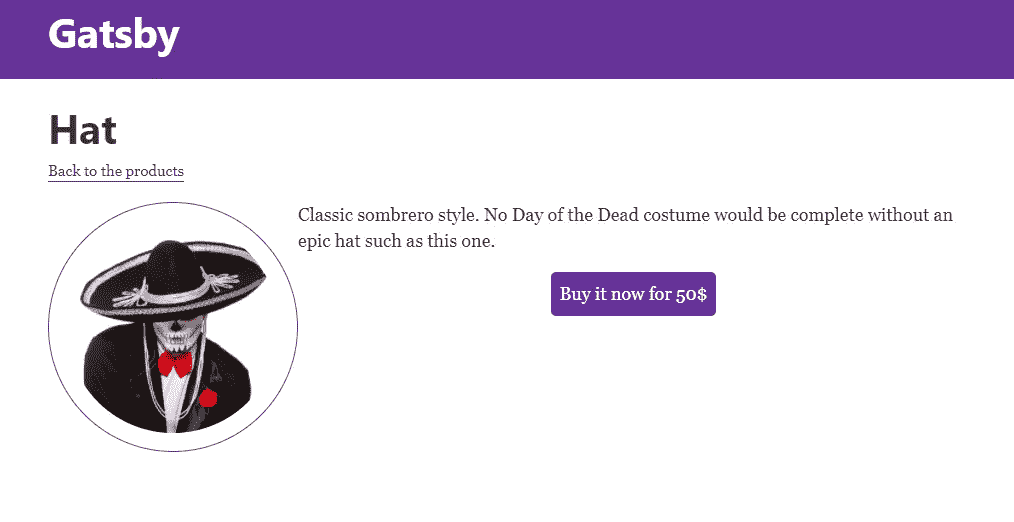 Gatsby
Hat
Back to the products
Classic sombrero style. No Day of the Dead costume would be complete without an
epic hat such as this one.
Buy it now for 50$